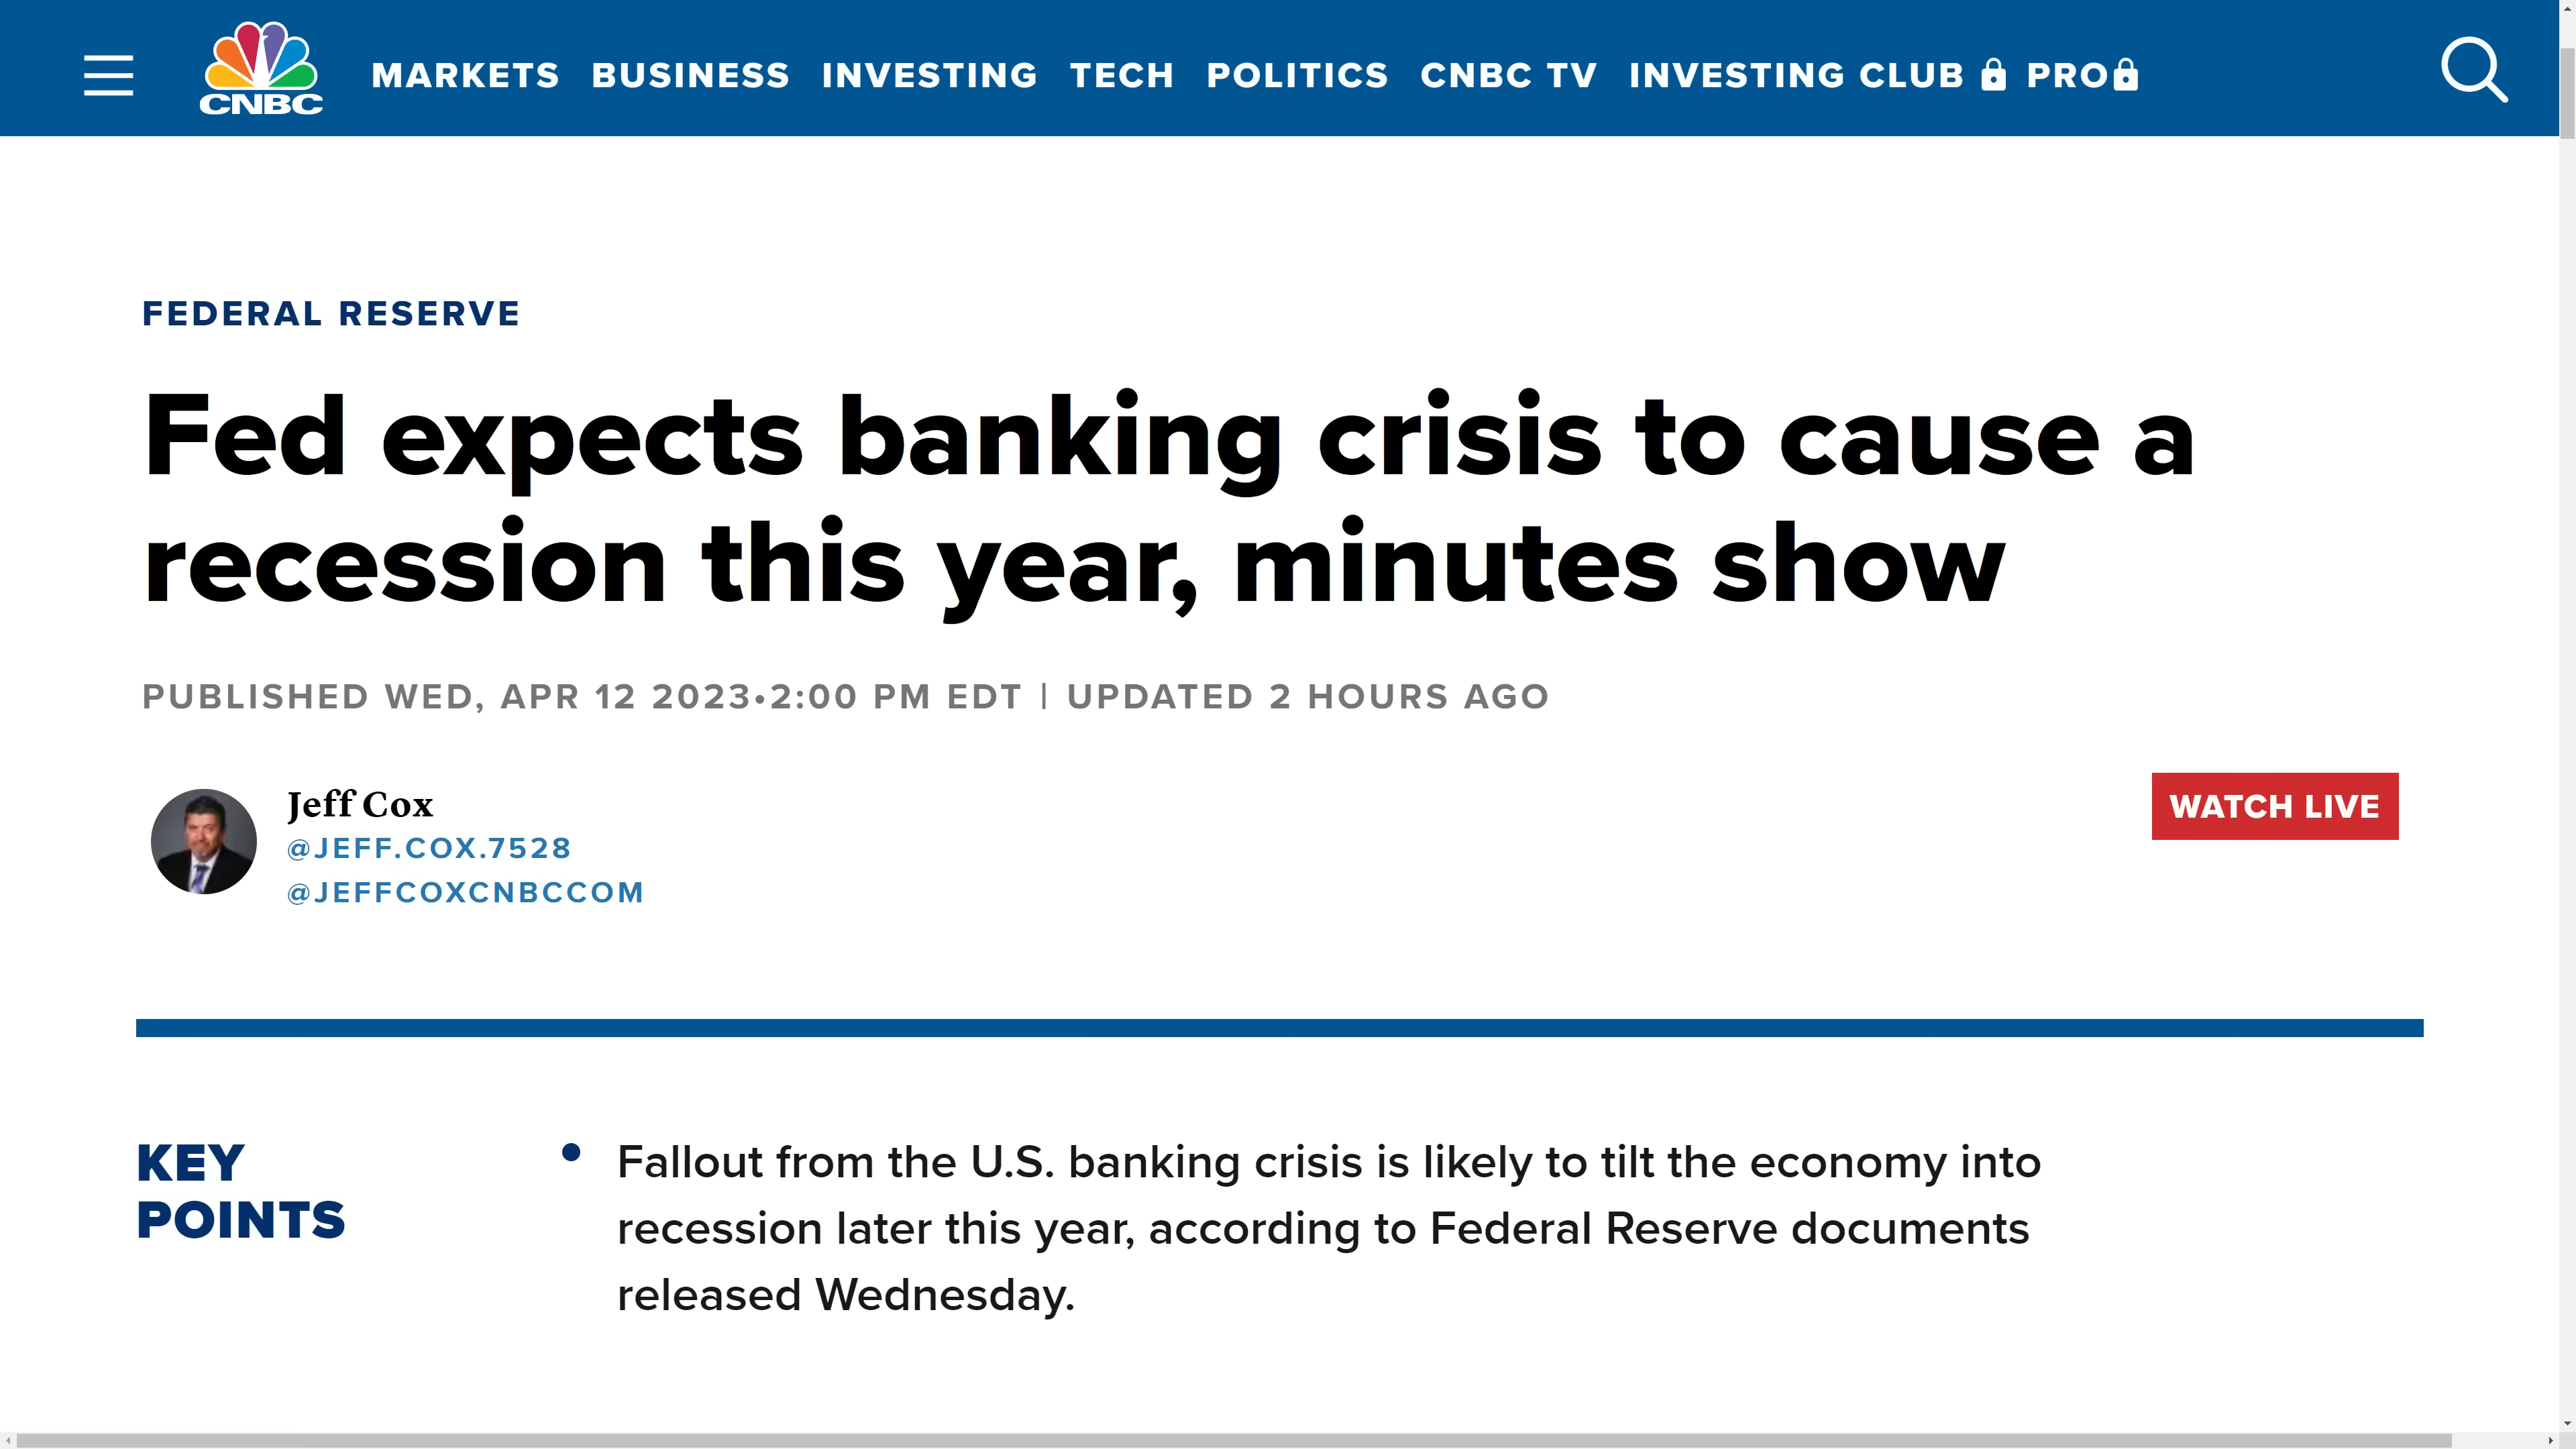 CNBC
MARKETS BUSINESS INVESTING TECH POLITICS CNBC TV INVESTING CLUB PRO
FEDERAL RESERVE
Fed expects banking crisis to cause a
recession this year, minutes show
PUBLISHED WED, APR 12 2023•2:00 PM EDT | UPDATED 2 HOURS AGO
Jeff Cox
@JEFF.COX.7528
@JEFFCOXCNBCCOM
WATCH LIVE
KEY
POINTS
• Fallout from the U.S. banking crisis is likely to tilt the economy into
recession later this year, according to Federal Reserve documents
released Wednesday.